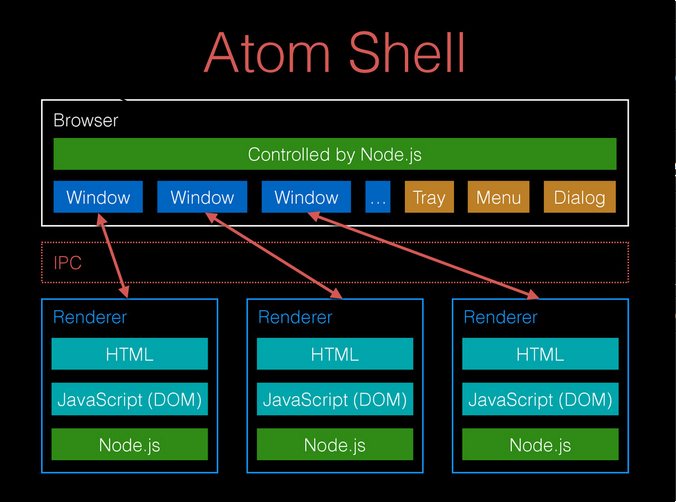 Atom Shell
Browser
Controlled by Node.js
Window Window Window ... Tray Menu Dialog
IPC
Renderer Renderer Renderer
HTML HTML HTML
JavaScript (DOM) JavaScript (DOM) JavaScript (DOM)
Node.js Node.js Node.js